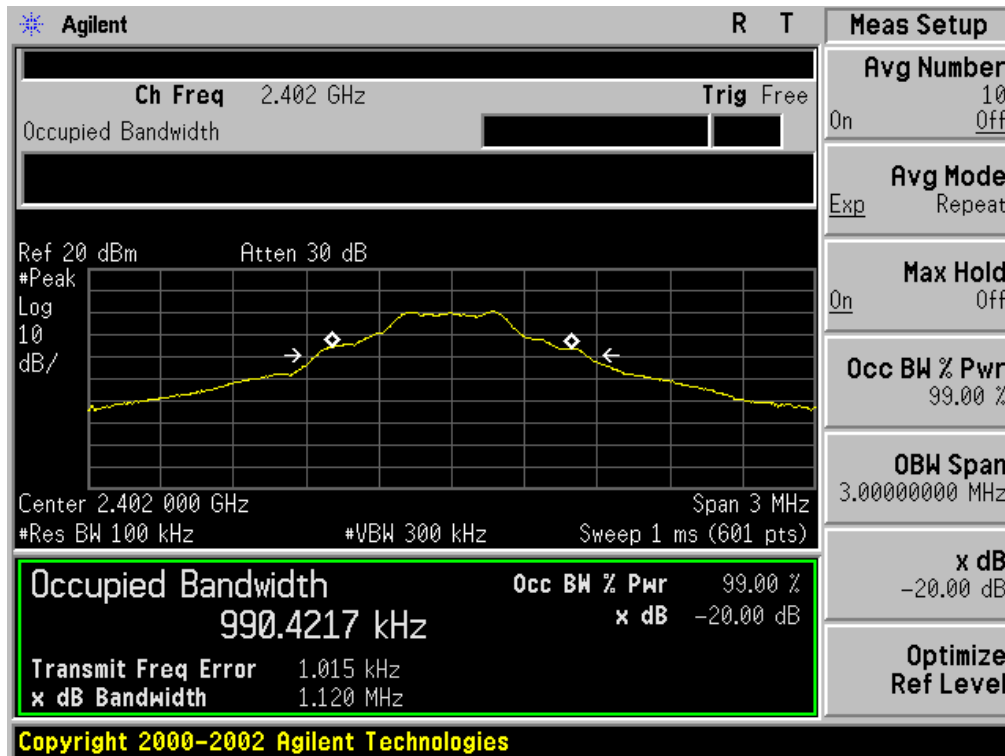 Agilent R T
Ch Freq 2.402 GHz Trig Free
Occupied Bandwidth
Ref 20 dBm Atten 30 dB
#Peak
Log
10
dB/
Center 2.402 000 GHz Span 3 MHz
#Res BW 100 kHz #VBW 300 kHz Sweep 1 ms (601 pts)
Occupied Bandwidth
990.4217 kHz
Occ BW % Pwr 99.00 %
x dB -20.00 dB
Transmit Freq Error 1.015 kHz
x dB Bandwidth 1.120 MHz
Copyright 2000-2002 Agilent Technologies
Meas Setup
Avg Number
10
On Off
Avg Mode
Exp Repeat
Max Hold
On Off
Occ BW % Pwr
99.00 %
OBW Span
3.00000000 MHz
x dB
-20.00 dB
Optimize
Ref Level